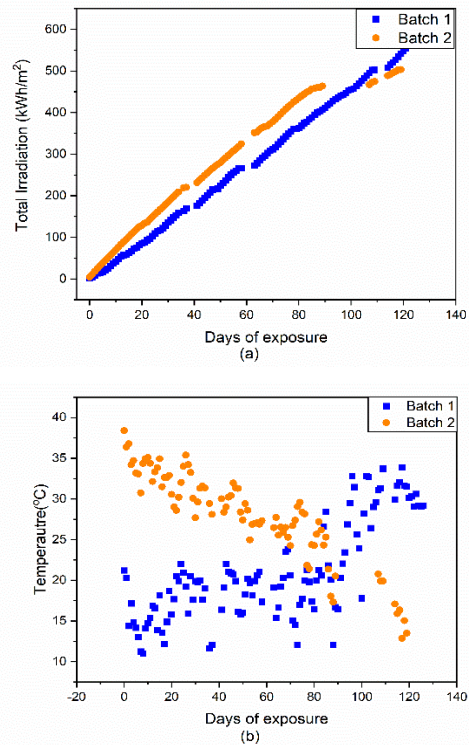 Batch 1
Batch 2
600
500
400
300
200
100
0
Total Irradiation (kWh/m²)
0 20 40 60 80 100 120 140
Days of exposure
(a)
Batch 1
Batch 2
40
35
30
25
20
15
10
Temperautre(⁰C)
-20 0 20 40 60 80 100 120 140
Days of exposure
(b)